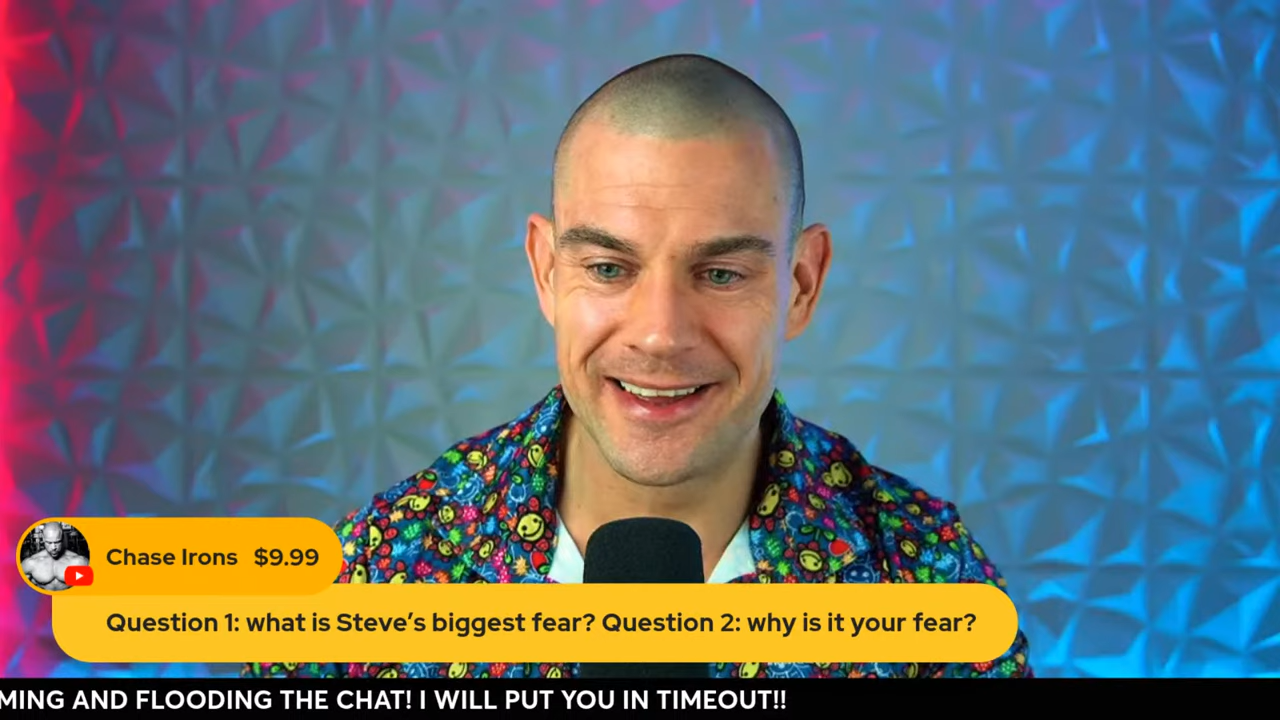 Chase Irons $9.99
Question 1: what is Steve’s biggest fear? Question 2: why is it your fear?
MING AND FLOODING THE CHAT! I WILL PUT YOU IN TIMEOUT!!